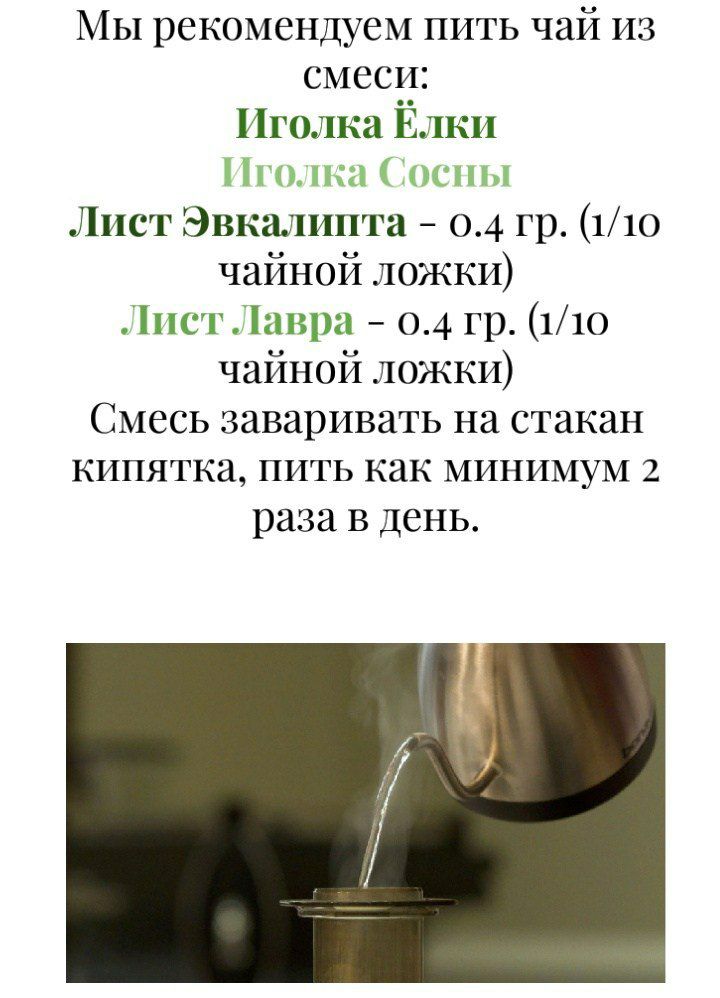 Мы рекомендуем пить чай из
смеси:
Иголка Ёлки
Иголка Сосны
Лист Эвкалипта - 0.4 гр. (1/10
чайной ложки)
Лист Лавра - 0.4 гр. (1/10
чайной ложки)
Смесь заваривать на стакан
кипятка, пить как минимум 2
раза в день.